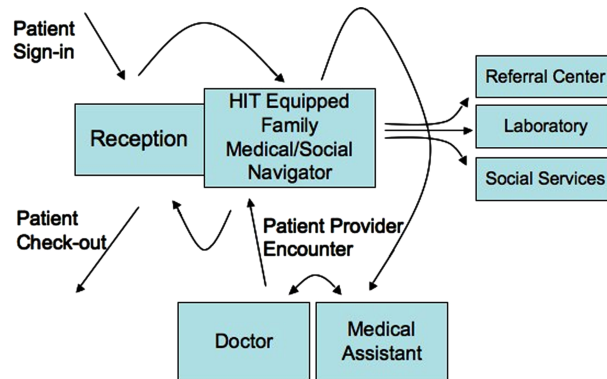 Patient
Sign-in
Reception
HIT Equipped
Family
Medical/Social
Navigator
Referral Center
Laboratory
Social Services
Patient
Check-out
Patient Provider
Encounter
Doctor
Medical
Assistant